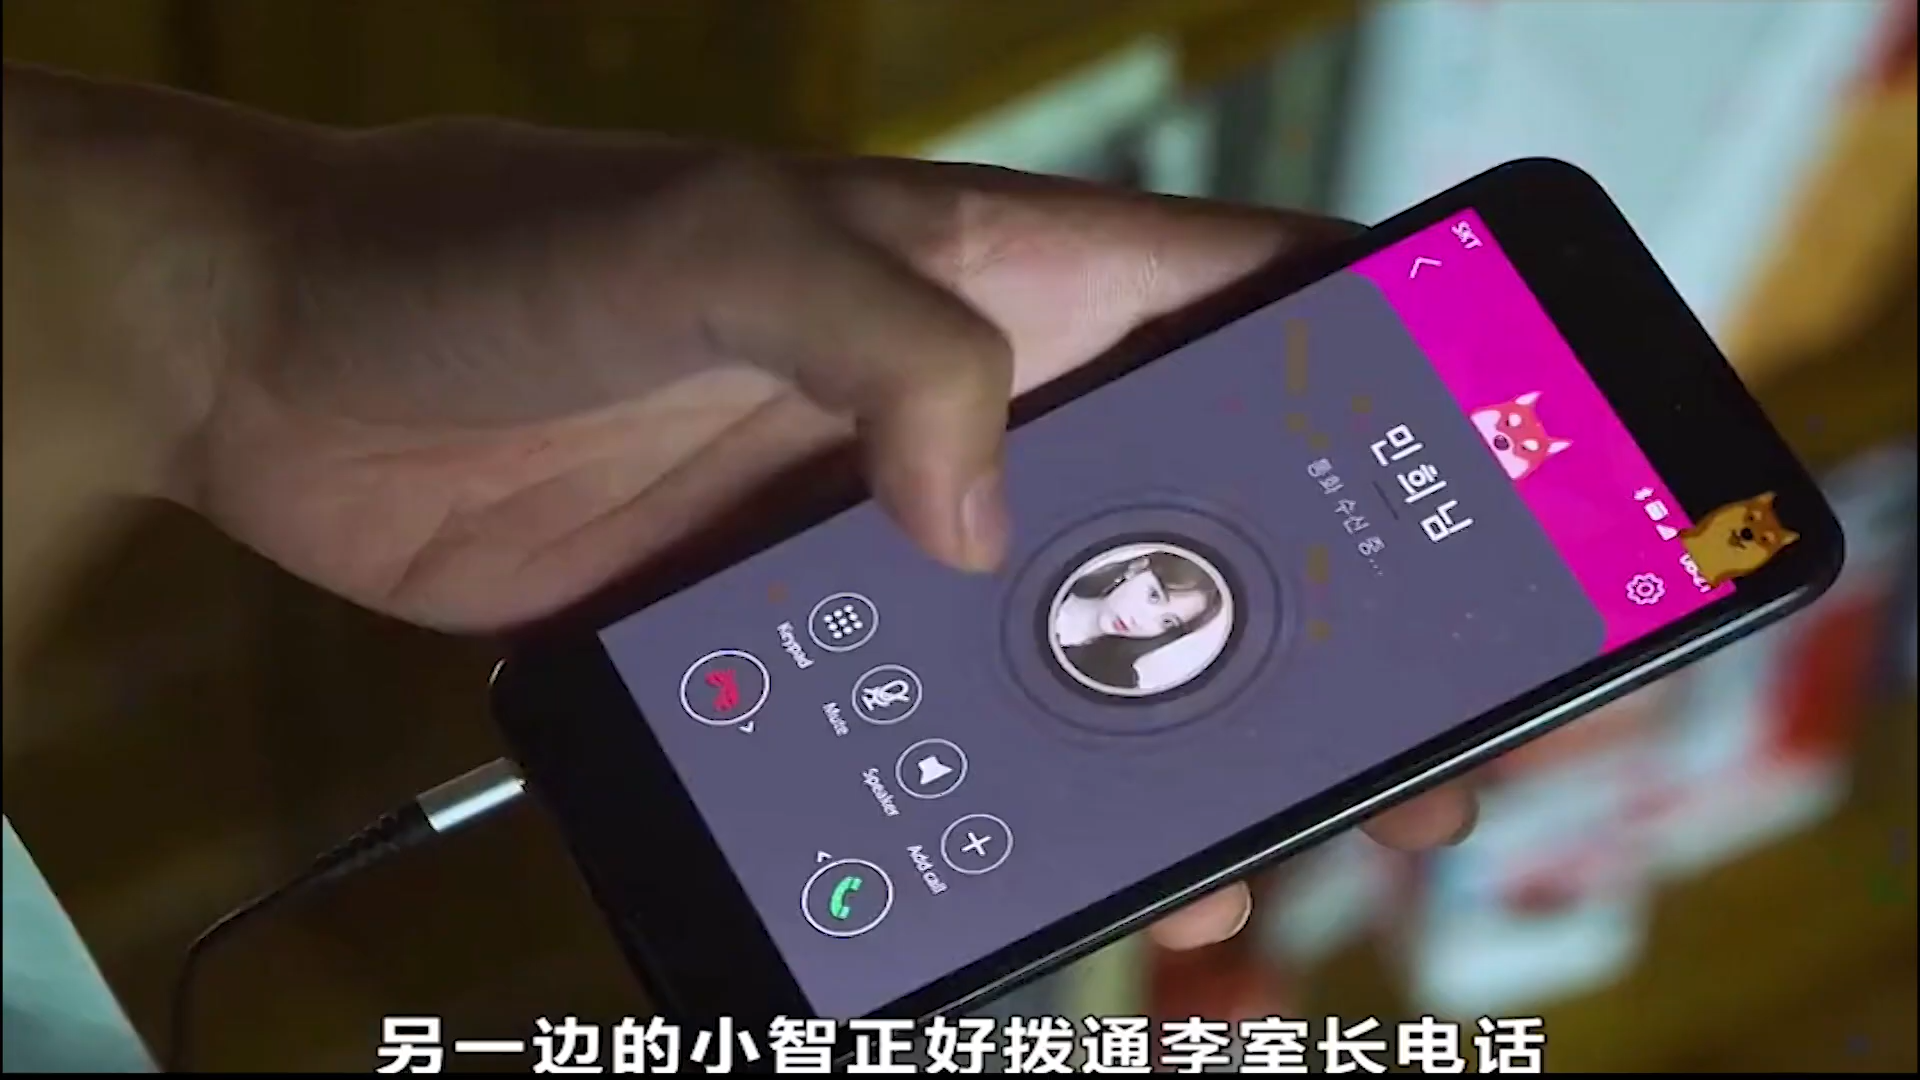 SKT
민희님
통화 수신 중...
Keypad
Mute
Speaker
Add call
另一边的小智正好拨通李室长电话